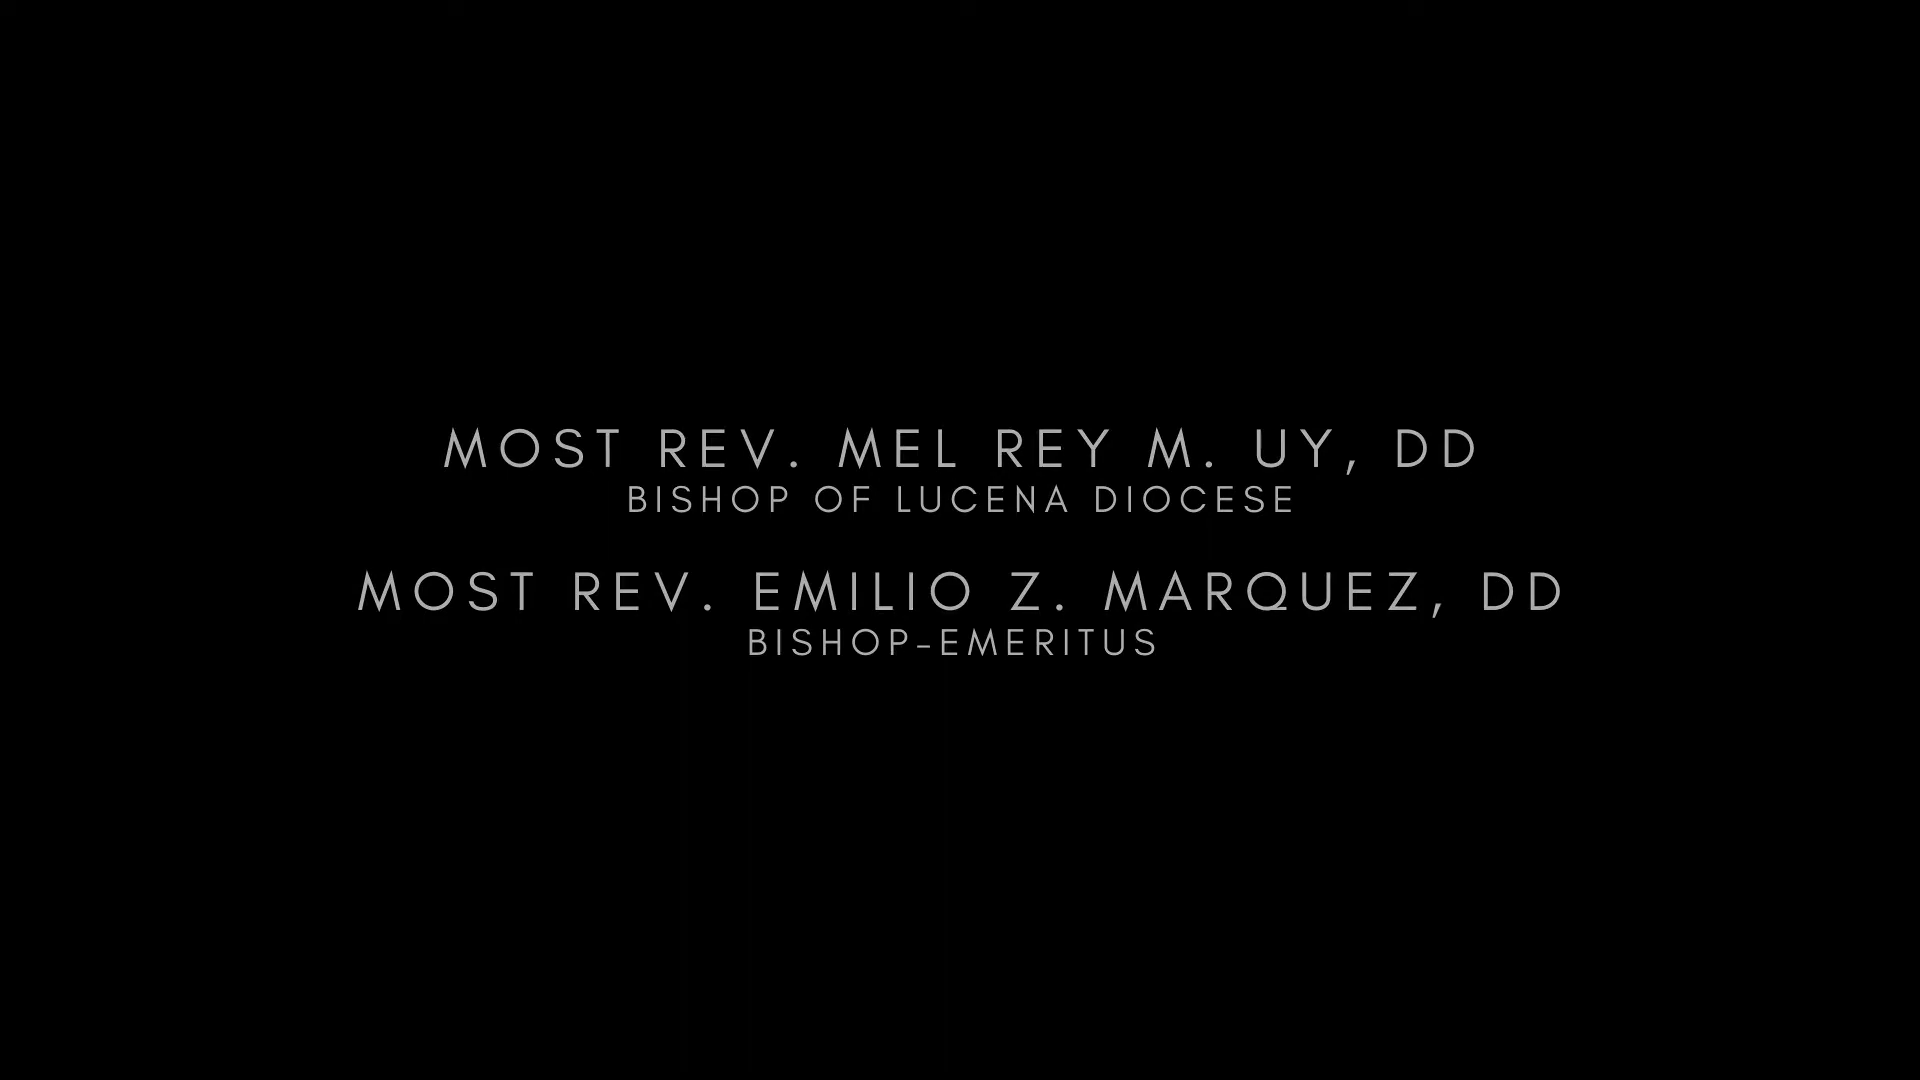 MOST REV. MEL REY M. UY, DD
BISHOP OF LUCENA DIOCESE
MOST REV. EMILIO Z. MARQUEZ, DD
BISHOP-EMERITUS